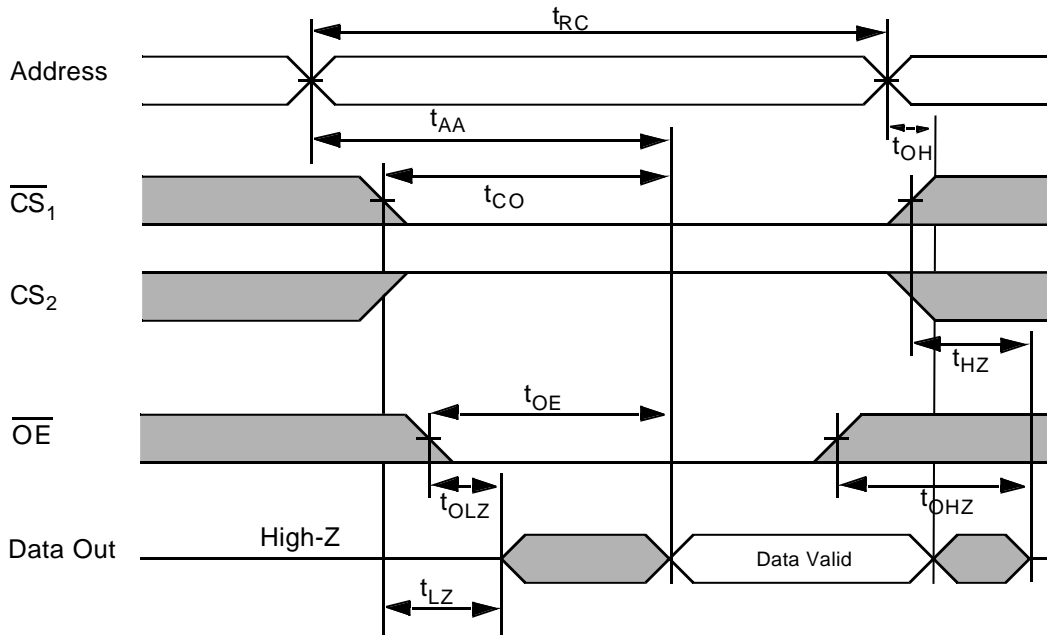 tRC
Address
tAA
tOH
CS1
tCO
CS2
tHZ
tOE
OE
tOLZ
tOHZ
High-Z
Data Out
Data Valid
tLZ